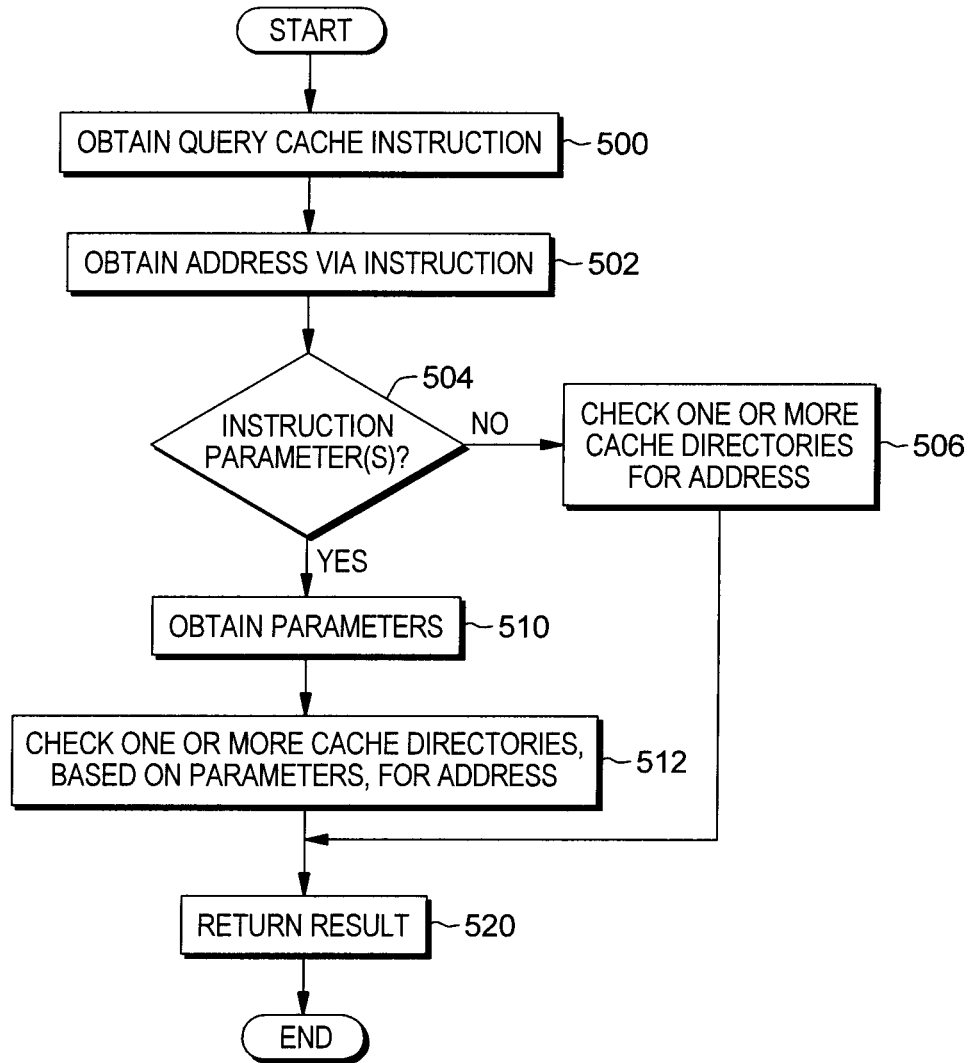 START
OBTAIN QUERY CACHE INSTRUCTION
500
OBTAIN ADDRESS VIA INSTRUCTION
502
504
INSTRUCTION
PARAMETER(S)?
NO
CHECK ONE OR MORE
CACHE DIRECTORIES
FOR ADDRESS
506
YES
OBTAIN PARAMETERS
510
CHECK ONE OR MORE CACHE DIRECTORIES,
BASED ON PARAMETERS, FOR ADDRESS
512
RETURN RESULT
520
END